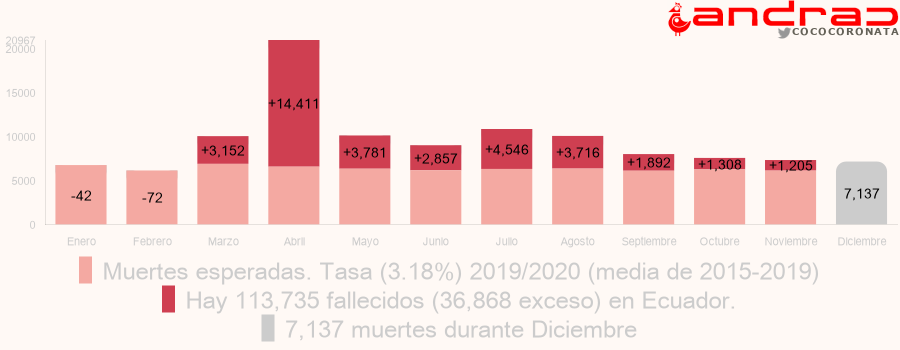 andrac
COCOCORONATA
20967
20000
15000
10000
5000
0
-42
-72
+3,152
+14,411
+3,781
+2,857
+4,546
+3,716
+1,892
+1,308
+1,205
7,137
Enero
Febrero
Marzo
Abril
Mayo
Junio
Julio
Agosto
Septiembre
Octubre
Noviembre
Diciembre
Muertes esperadas. Tasa (3.18%) 2019/2020 (media de 2015-2019)
Hay 113,735 fallecidos (36,868 exceso) en Ecuador.
7,137 muertes durante Diciembre